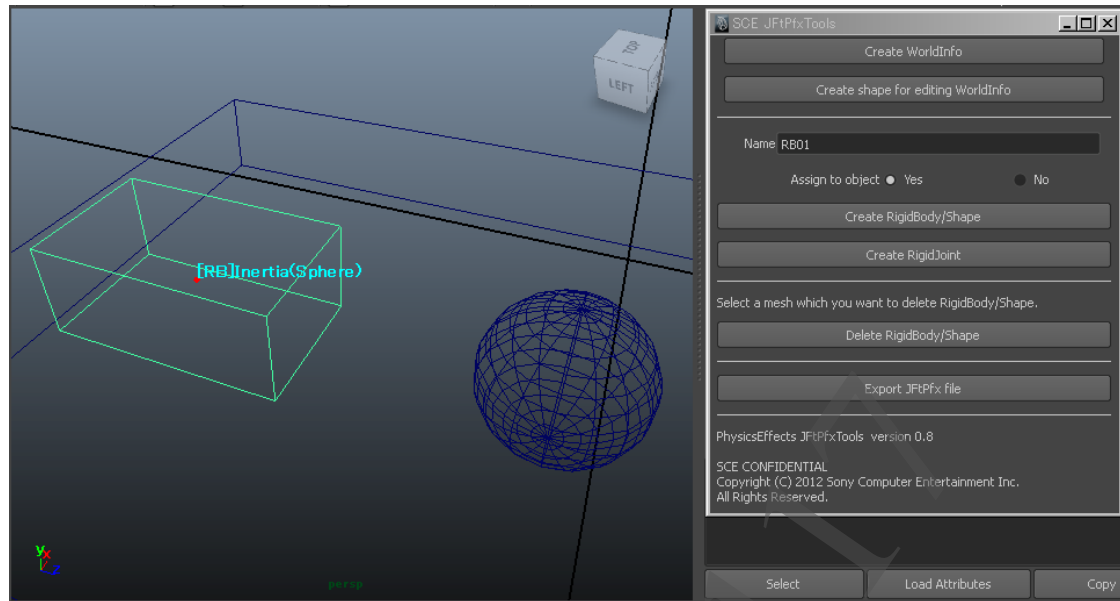 SCE JFtPfxTools
Create WorldInfo
Create shape for editing WorldInfo
Name RB01
Assign to object Yes No
Create RigidBody/Shape
Create RigidJoint
Select a mesh which you want to delete RigidBody/Shape.
Delete RigidBody/Shape
Export JFtPfx file
PhysicsEffects JFtPfxTools version 0.8
SCE CONFIDENTIAL
Copyright (C) 2012 Sony Computer Entertainment Inc.
All Rights Reserved.
Select Load Attributes Copy
TOP
LEFT
[RB]Inertia(Sphere)
y
x
z
persp